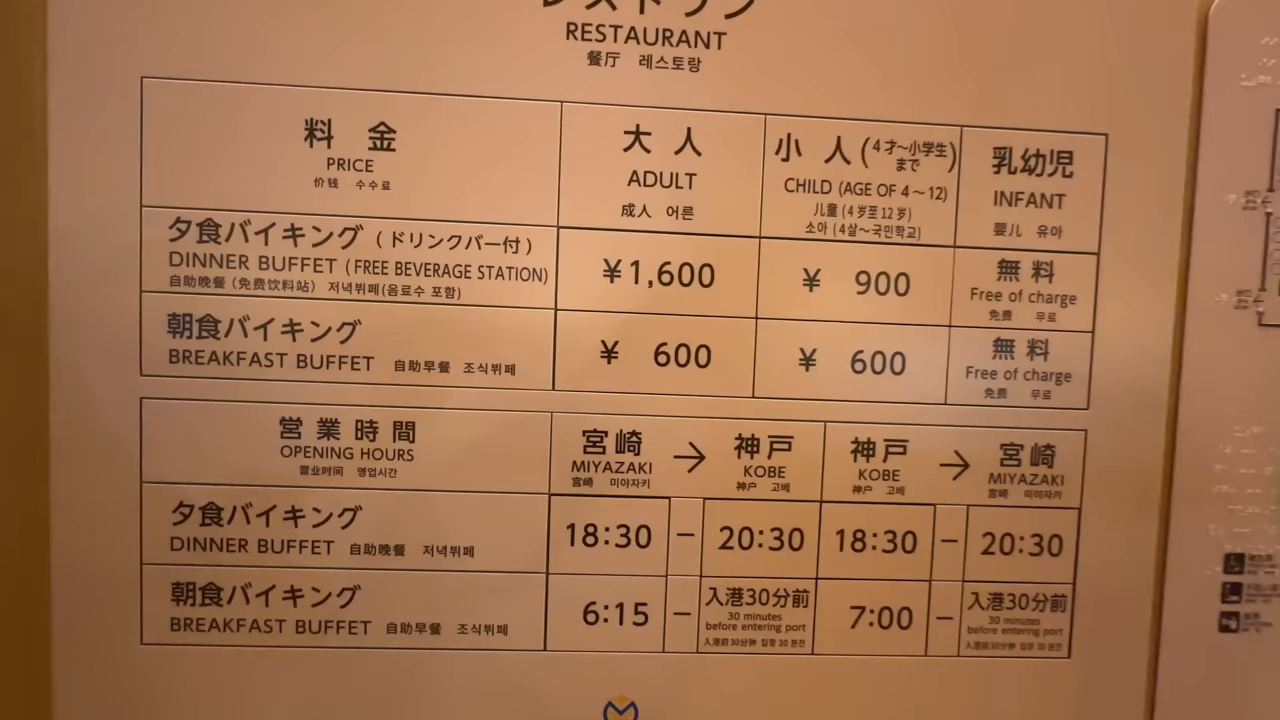 レストラン
RESTAURANT
餐厅 레스토랑
料 金
PRICE
价钱 수수료
大 人
ADULT
成人 어른
小 人 (4才~小学生まで)
CHILD (AGE OF 4~12)
儿童 (4岁至12岁)
소아 (4살~국민학교)
乳幼児
INFANT
婴儿 유아
夕食バイキング (ドリンクバー付)
DINNER BUFFET (FREE BEVERAGE STATION)
自助晚餐 (免费饮料站) 저녁뷔페(음료수 포함)
¥1,600
¥ 900
無料
Free of charge
免费 무료
朝食バイキング
BREAKFAST BUFFET 自助早餐 조식뷔페
¥ 600
¥ 600
無料
Free of charge
免费 무료
営業時間
OPENING HOURS
营业时间 영업시간
宮崎 → 神戸
MIYAZAKI KOBE
宫崎 미야자키 神户 고베
神戸 → 宮崎
KOBE MIYAZAKI
神户 고베 宫崎 미야자키
夕食バイキング
DINNER BUFFET 自助晚餐 저녁뷔페
18:30 − 20:30
18:30 − 20:30
朝食バイキング
BREAKFAST BUFFET 自助早餐 조식뷔페
6:15 − 入港30分前
30 minutes
before entering port
入港前30分钟 입항 30 분전
7:00 − 入港30分前
30 minutes
before entering port
入港前30分钟 입항 30 분전